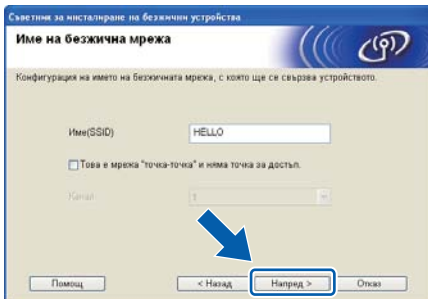 Съветник за инсталиране на безжични устройства
Име на безжична мрежа
Конфигурация на името на безжичната мрежа, с която ще се свързва устройството.
Име(SSID) HELLO
Това е мрежа "точка-точка" и няма точка за достъп.
Канал 1
Помощ < Назад Напред > Отказ